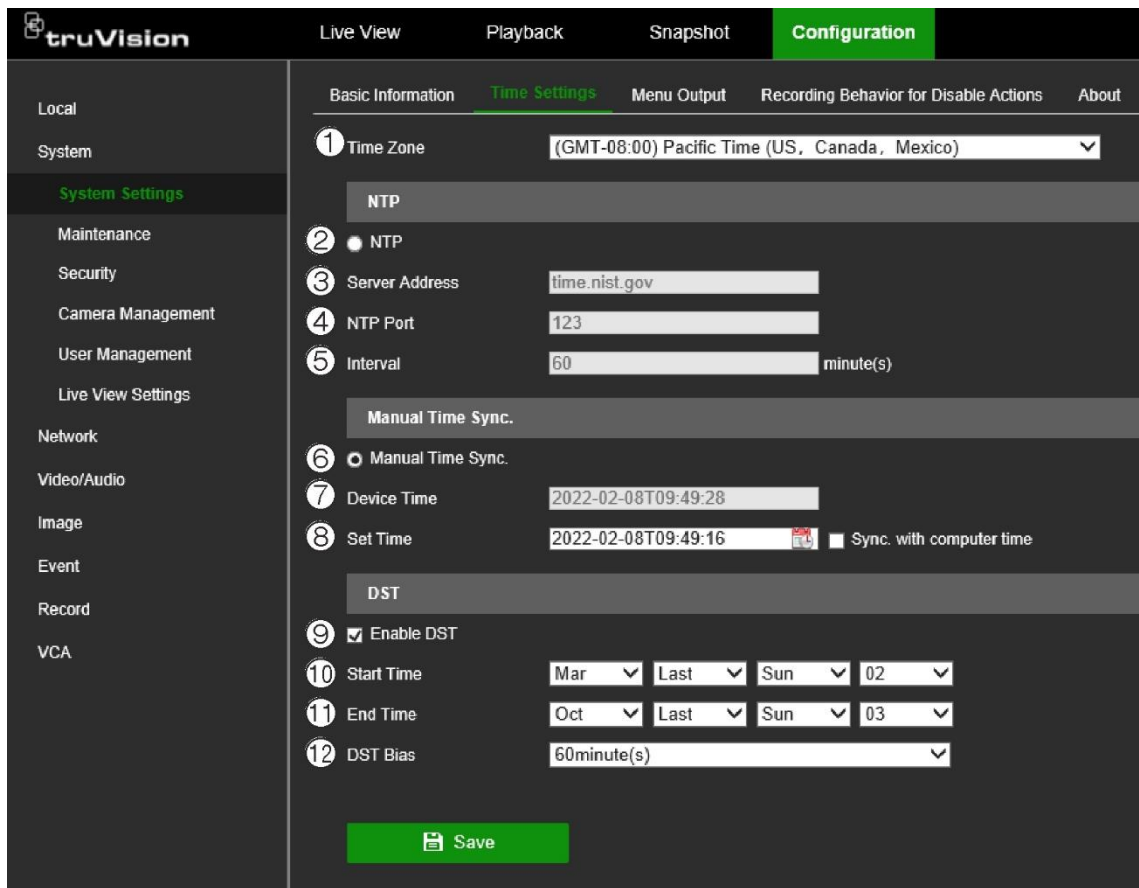 truVision Live View Playback Snapshot Configuration
Basic Information Time Settings Menu Output Recording Behavior for Disable Actions About
Local
System
System Settings
Maintenance
Security
Camera Management
User Management
Live View Settings
Network
Video/Audio
Image
Event
Record
VCA
① Time Zone (GMT-08:00) Pacific Time (US, Canada, Mexico)
NTP
② NTP
③ Server Address time.nist.gov
④ NTP Port 123
⑤ Interval 60 minute(s)
Manual Time Sync.
⑥ Manual Time Sync.
⑦ Device Time 2022-02-08T09:49:28
⑧ Set Time 2022-02-08T09:49:16 Sync. with computer time
DST
⑨ Enable DST
⑩ Start Time Mar Last Sun 02
⑪ End Time Oct Last Sun 03
⑫ DST Bias 60minute(s)
Save